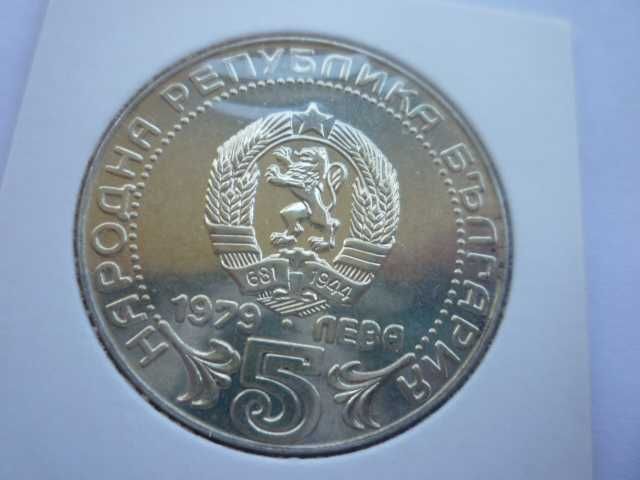 НАРОДНА РЕПУБЛИКА БЪЛГАРИЯ
681 1944
1979 · ЛЕВА
5